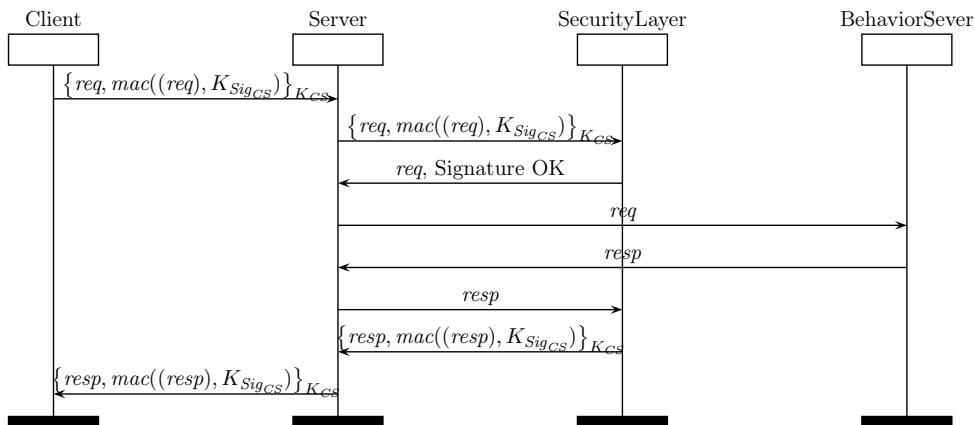 Client Server SecurityLayer BehaviorSever
{req, mac((req), K_{Sig_{CS}})}_{K_{CS}}
{req, mac((req), K_{Sig_{CS}})}_{K_{CS}}
req, Signature OK
req
resp
resp
{resp, mac((resp), K_{Sig_{CS}})}_{K_{CS}}
{resp, mac((resp), K_{Sig_{CS}})}_{K_{CS}}